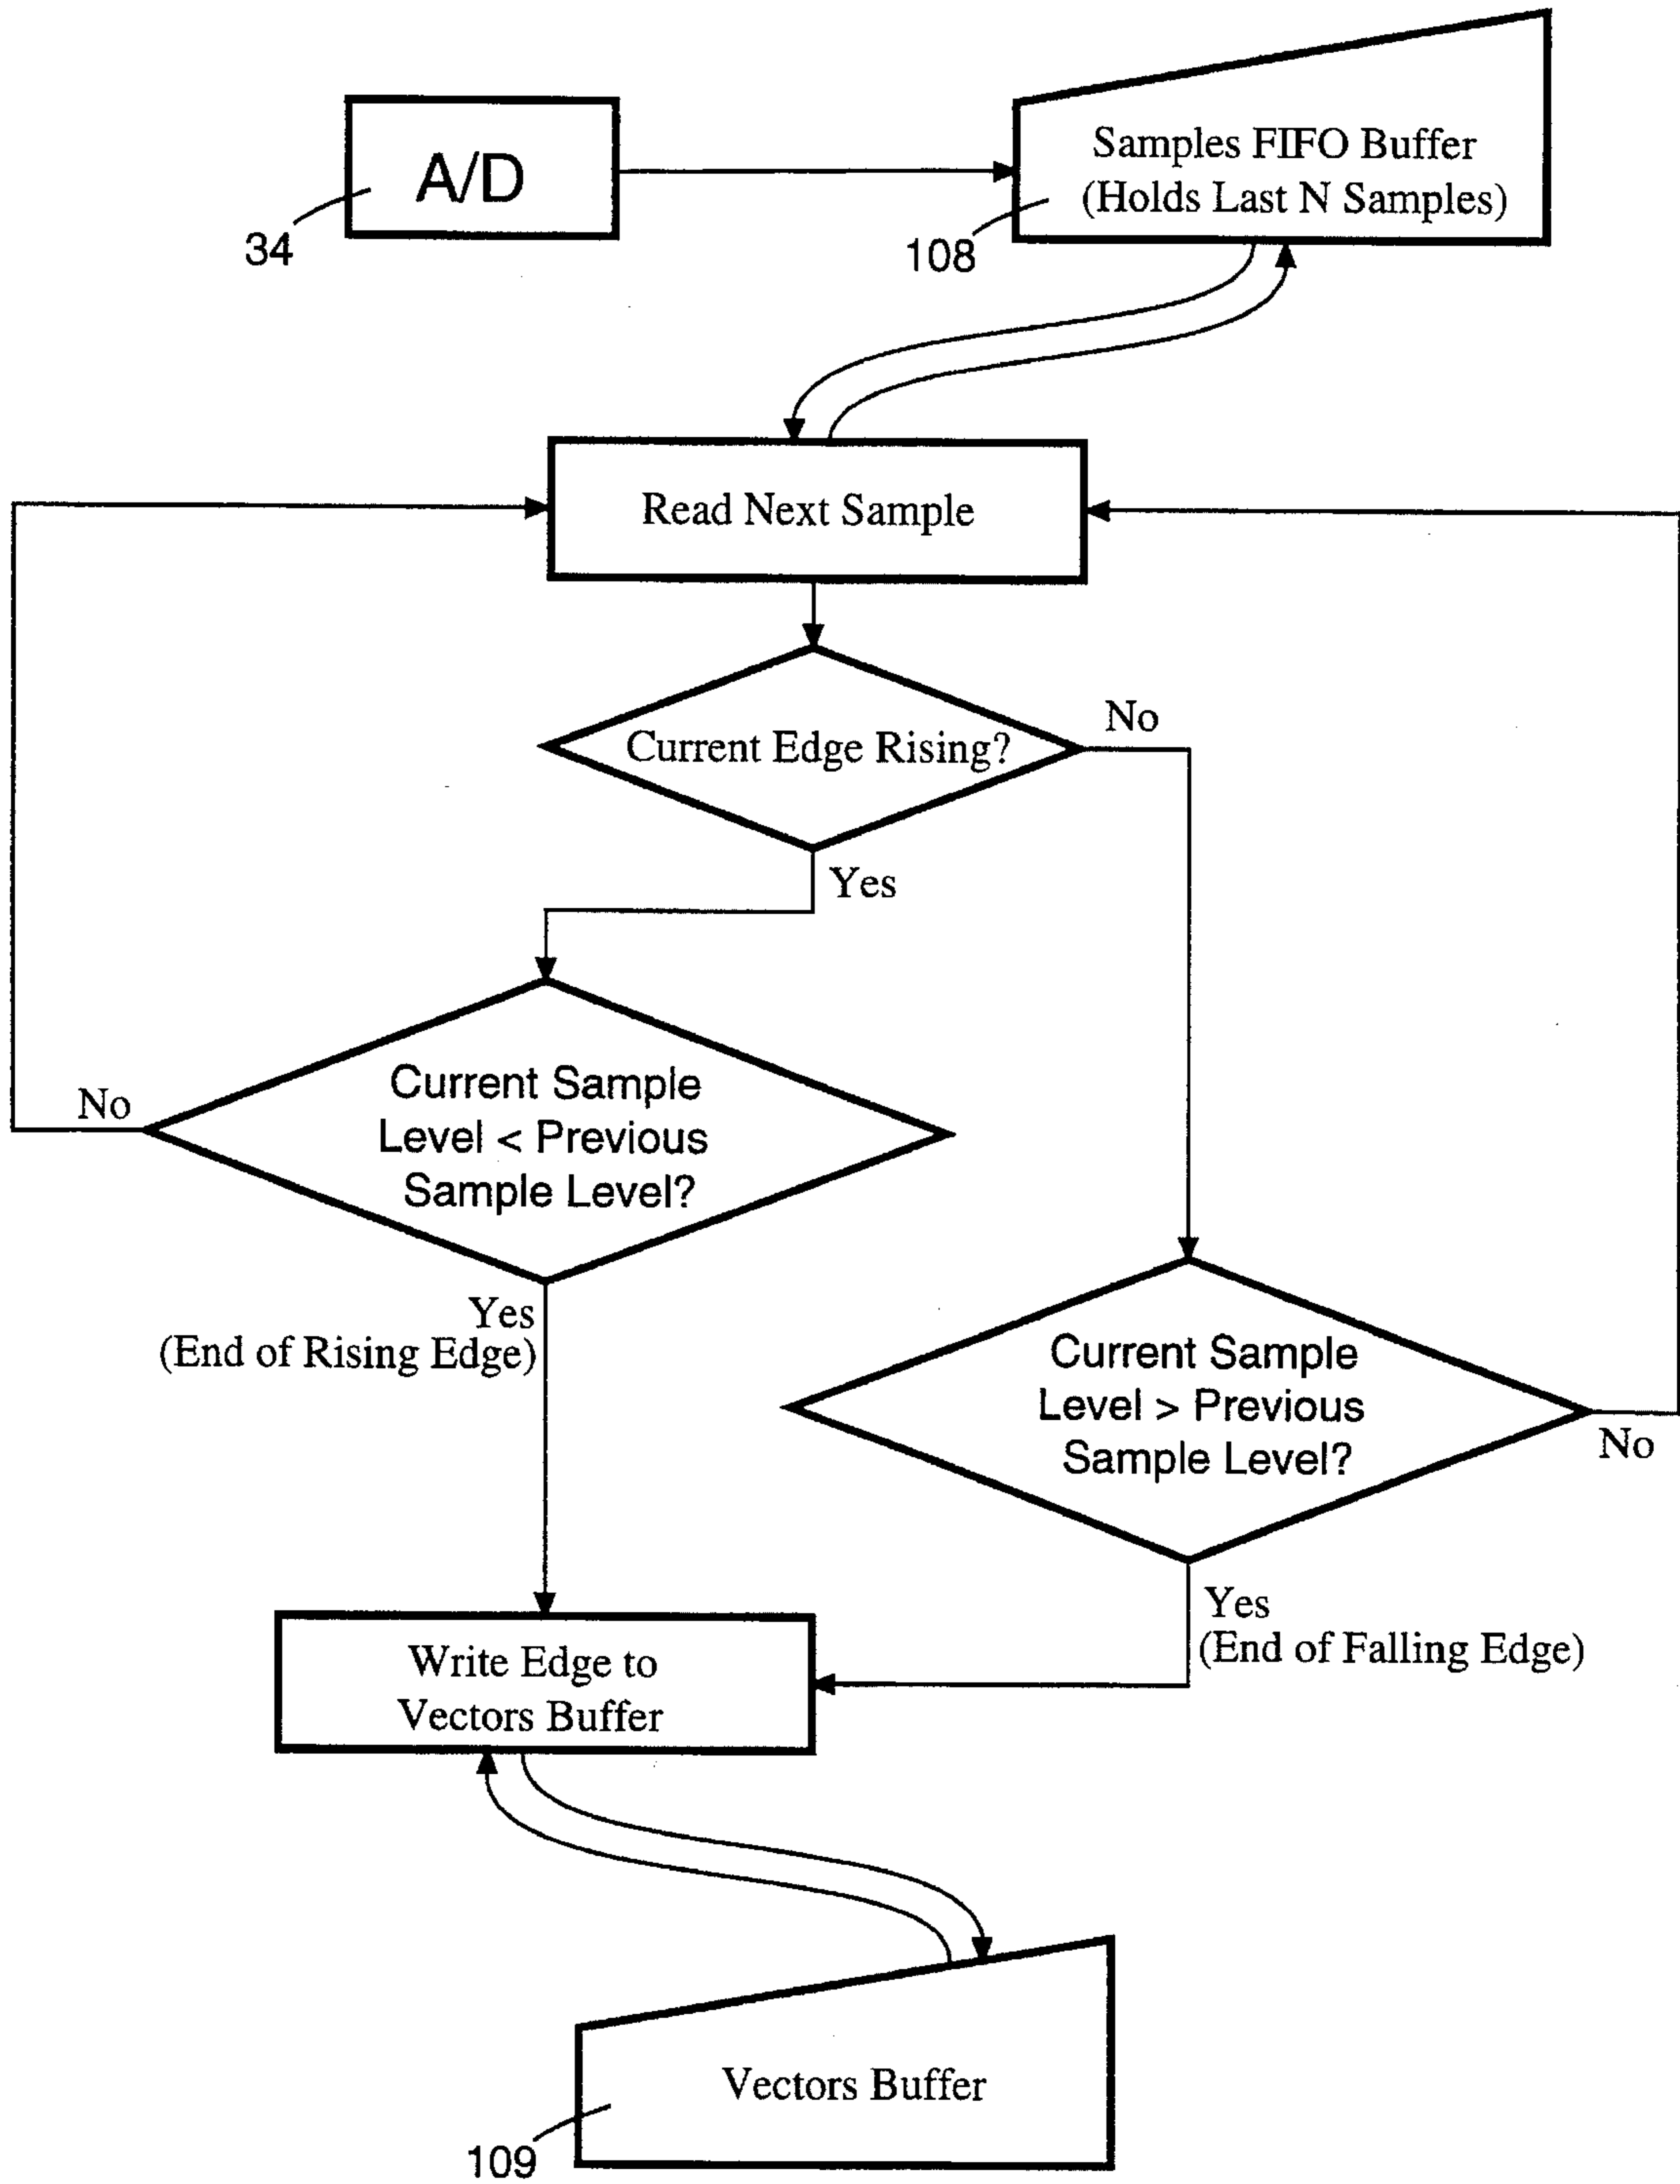 A/D
34
Samples FIFO Buffer
(Holds Last N Samples)
108
Read Next Sample
Current Edge Rising?
No
Yes
Current Sample
Level < Previous
Sample Level?
No
Yes
(End of Rising Edge)
Current Sample
Level > Previous
Sample Level?
No
Yes
(End of Falling Edge)
Write Edge to
Vectors Buffer
Vectors Buffer
109